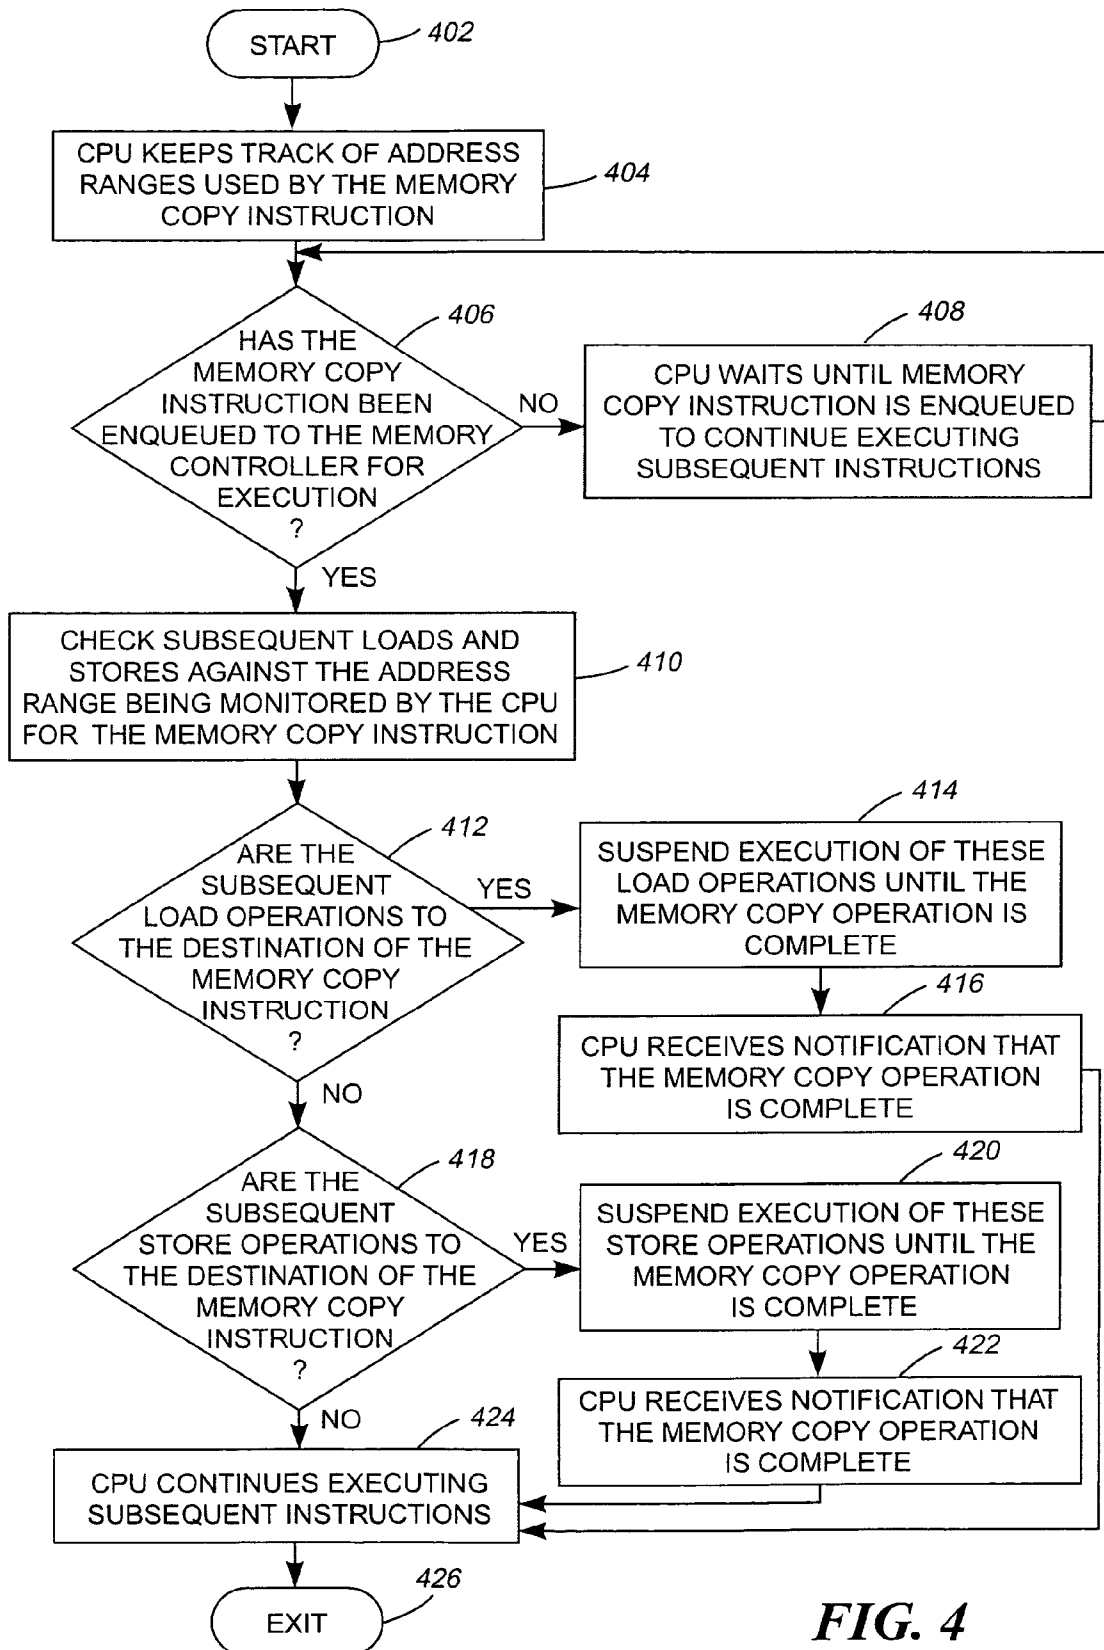 START
402
CPU KEEPS TRACK OF ADDRESS
RANGES USED BY THE MEMORY
COPY INSTRUCTION
404
HAS THE
MEMORY COPY
INSTRUCTION BEEN
ENQUEUED TO THE MEMORY
CONTROLLER FOR
EXECUTION
?
406
NO
408
CPU WAITS UNTIL MEMORY
COPY INSTRUCTION IS ENQUEUED
TO CONTINUE EXECUTING
SUBSEQUENT INSTRUCTIONS
YES
CHECK SUBSEQUENT LOADS AND
STORES AGAINST THE ADDRESS
RANGE BEING MONITORED BY THE CPU
FOR THE MEMORY COPY INSTRUCTION
410
ARE THE
SUBSEQUENT
LOAD OPERATIONS TO
THE DESTINATION OF THE
MEMORY COPY
INSTRUCTION
?
412
YES
414
SUSPEND EXECUTION OF THESE
LOAD OPERATIONS UNTIL THE
MEMORY COPY OPERATION IS
COMPLETE
416
CPU RECEIVES NOTIFICATION THAT
THE MEMORY COPY OPERATION
IS COMPLETE
NO
ARE THE
SUBSEQUENT
STORE OPERATIONS TO
THE DESTINATION OF THE
MEMORY COPY
INSTRUCTION
?
418
YES
420
SUSPEND EXECUTION OF THESE
STORE OPERATIONS UNTIL THE
MEMORY COPY OPERATION
IS COMPLETE
422
CPU RECEIVES NOTIFICATION THAT
THE MEMORY COPY OPERATION
IS COMPLETE
NO
424
CPU CONTINUES EXECUTING
SUBSEQUENT INSTRUCTIONS
426
EXIT
FIG. 4